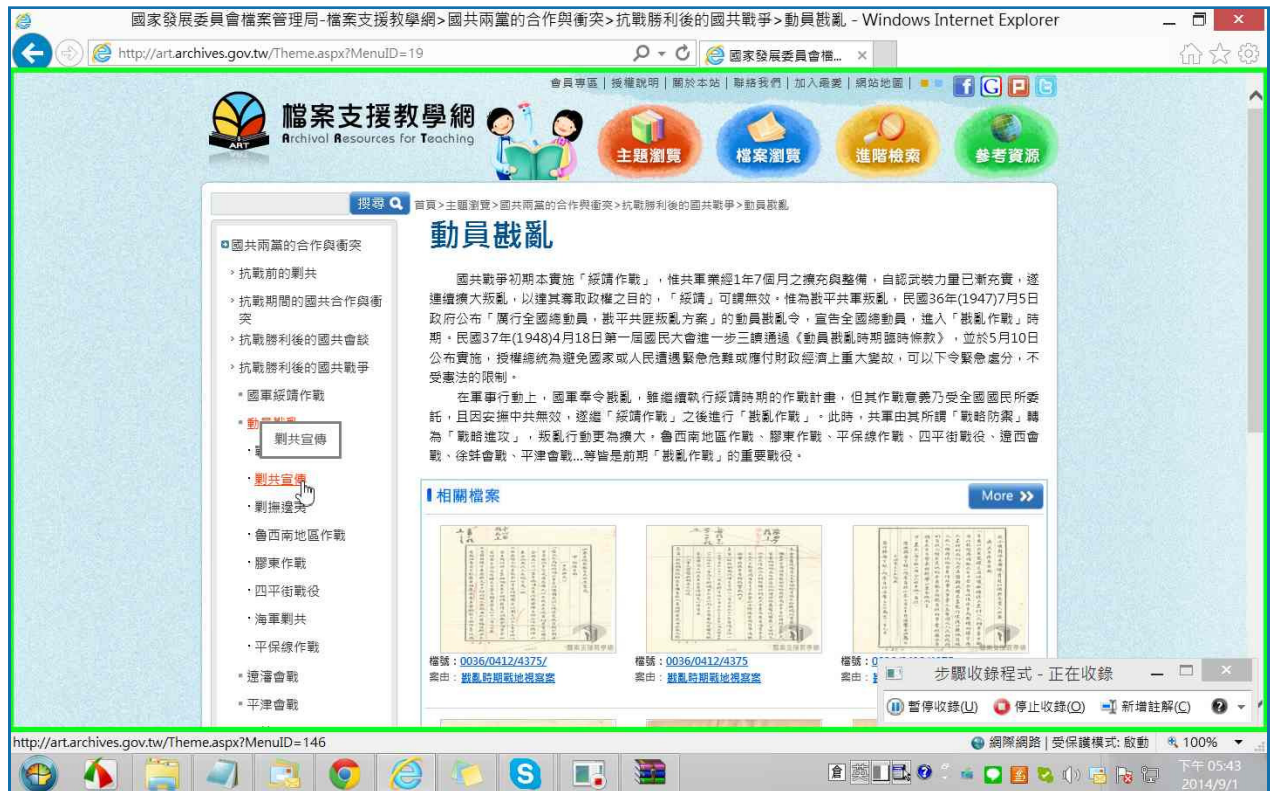 國家發展委員會檔案管理局-檔案支援教學網>國共兩黨的合作與衝突>抗戰勝利後的國共戰爭>動員戡亂 - Windows Internet Explorer
http://art.archives.gov.tw/Theme.aspx?MenuID=19
國家發展委員會檔...
會員專區 | 授權說明 | 關於本站 | 聯絡我們 | 加入最愛 | 網站地圖 |
檔案支援教學網
Archival Resources for Teaching
ART
主題瀏覽
檔案瀏覽
進階檢索
參考資源
搜尋
首頁>主題瀏覽>國共兩黨的合作與衝突>抗戰勝利後的國共戰爭>動員戡亂
國共兩黨的合作與衝突
抗戰前的剿共
抗戰期間的國共合作與衝
突
抗戰勝利後的國共會談
抗戰勝利後的國共戰爭
國軍綏靖作戰
剿共宣傳
剿共宣傳
剿撫邊夷
魯西南地區作戰
膠東作戰
四平街戰役
海軍剿共
平保線作戰
遼瀋會戰
平津會戰
動員戡亂
國共戰爭初期本實施「綏靖作戰」，惟共軍業經1年7個月之擴充與整備，自認武裝力量已漸充實，遂
連續擴大叛亂，以達其奪取政權之目的，「綏靖」可謂無效。惟為戡平共軍叛亂，民國36年(1947)7月5日
政府公布「厲行全國總動員，戡平共匪叛亂方案」的動員戡亂令，宣告全國總動員，進入「戡亂作戰」時
期。民國37年(1948)4月18日第一屆國民大會進一步三讀通過《動員戡亂時期臨時條款》，並於5月10日
公布實施，授權總統為避免國家或人民遭遇緊急危難或應付財政經濟上重大變故，可以下令緊急處分，不
受憲法的限制。
在軍事行動上，國軍奉令戡亂，雖繼續執行綏靖時期的作戰計畫，但其作戰意義乃受全國國民所委
託，且因安撫中共無效，遂繼「綏靖作戰」之後進行「戡亂作戰」。此時，共軍由其所謂「戰略防禦」轉
為「戰略進攻」，叛亂行動更為擴大。魯西南地區作戰、膠東作戰、平保線作戰、四平街戰役、遼西會
戰、徐蚌會戰、平津會戰...等皆是前期「戡亂作戰」的重要戰役。
相關檔案
More
檔號：0036/0412/4375/
案由：戡亂時期戰地視察案
檔號：0036/0412/4375
案由：戡亂時期戰地視察案
檔號：
案由：
步驟收錄程式 - 正在收錄
暫停收錄(U)
停止收錄(O)
新增註解(C)
http://art.archives.gov.tw/Theme.aspx?MenuID=146
網際網路 | 受保護模式: 啟動
100%
下午 05:43
2014/9/1